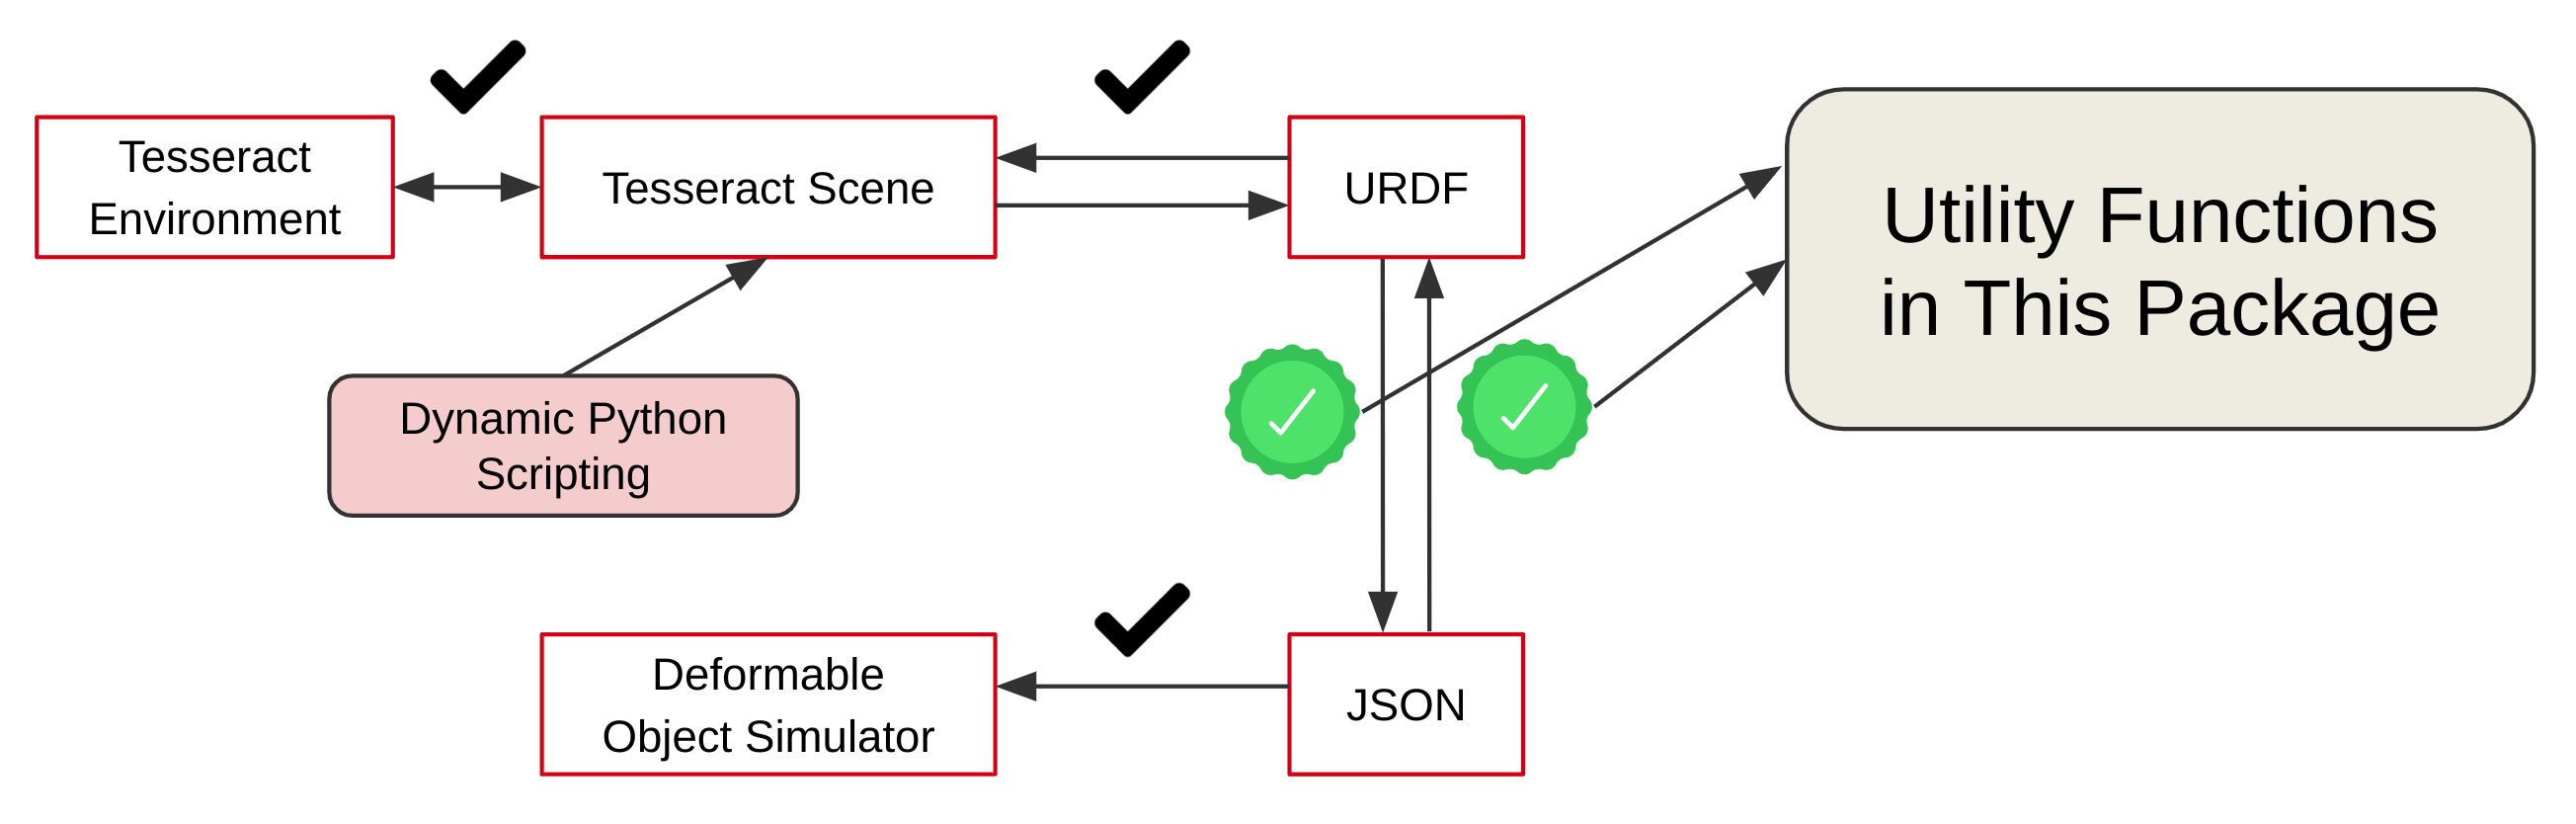 Tesseract
Environment
Tesseract Scene
URDF
Utility Functions
in This Package
Dynamic Python
Scripting
Deformable
Object Simulator
JSON